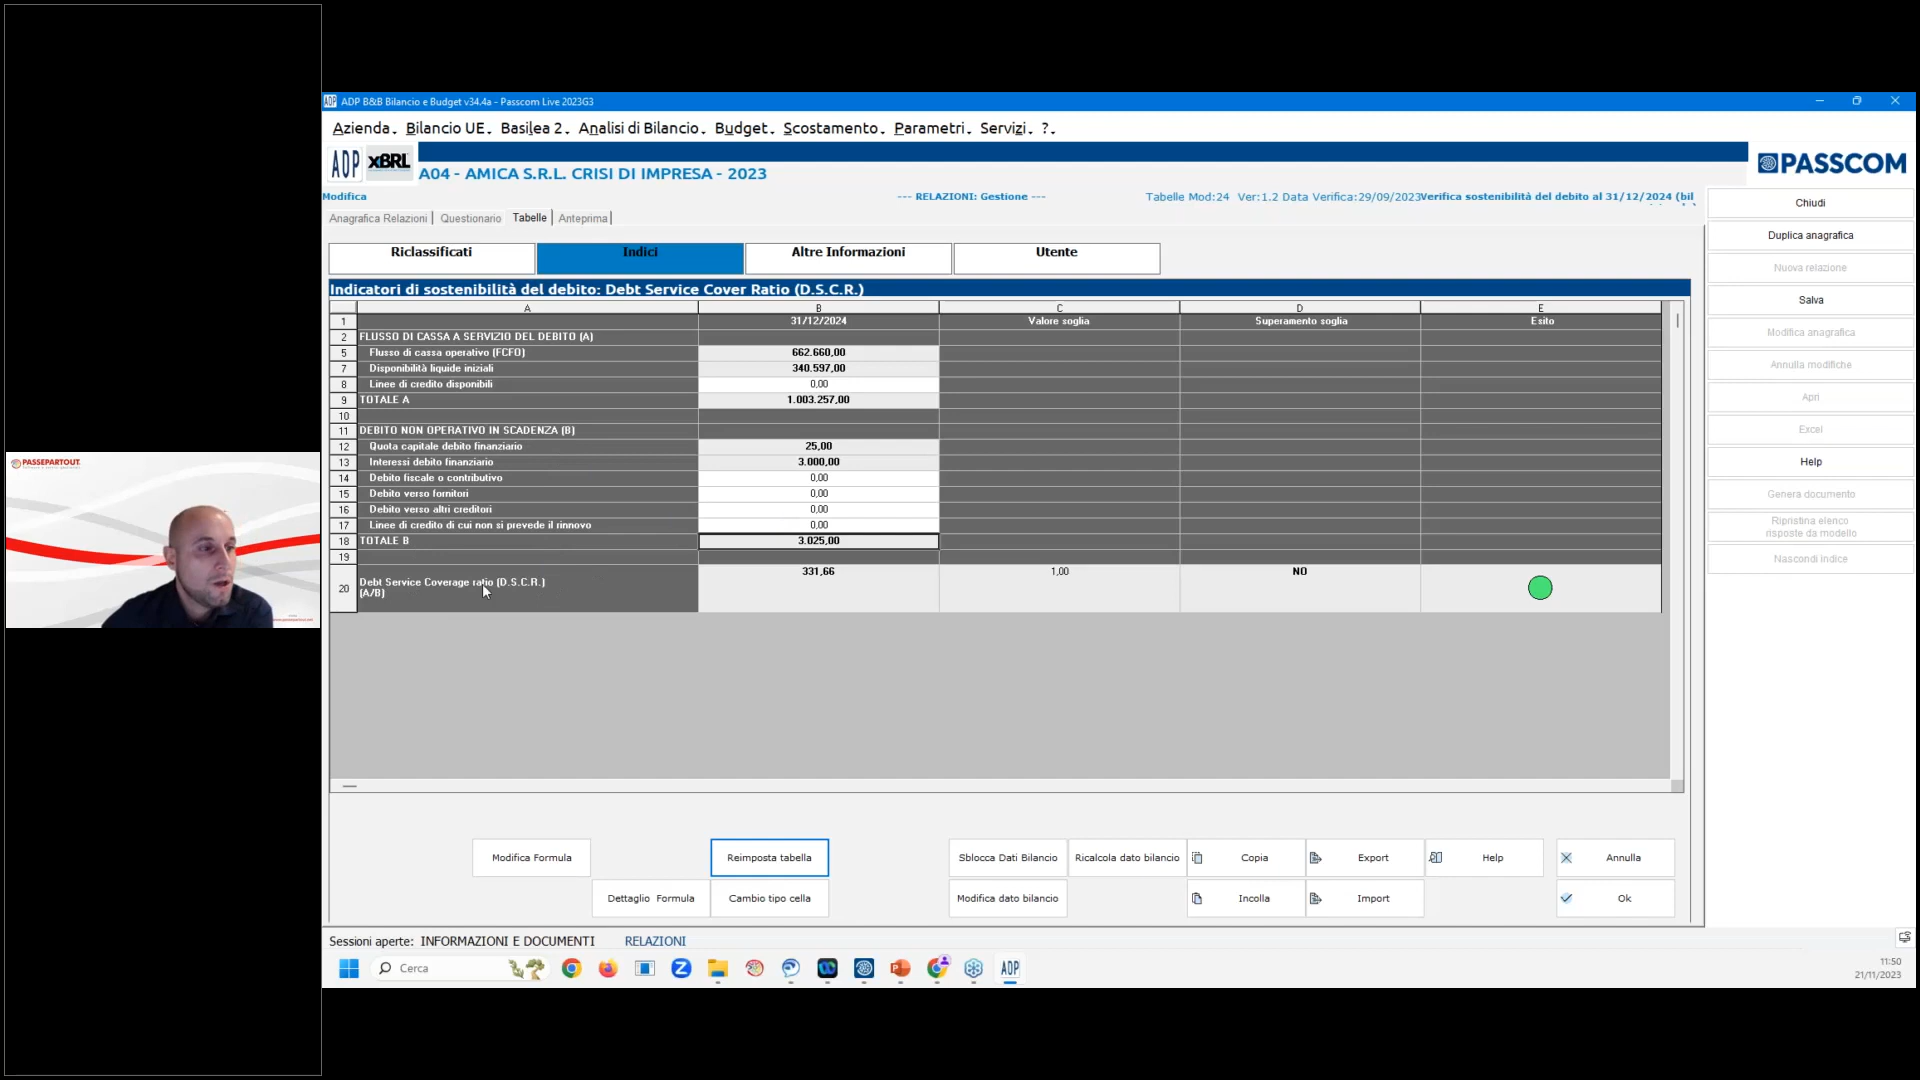 ADP B&B Bilancio e Budget v34.4a - Passcom Live 2023G3
Azienda. Bilancio UE. Basilea 2. Analisi di Bilancio. Budget. Scostamento. Parametri. Servizi. ?.
ADP xBRL
A04 - AMICA S.R.L. CRISI DI IMPRESA - 2023
PASSCOM
Modifica --- RELAZIONI: Gestione --- Tabelle Mod:24 Ver:1.2 Data Verifica:29/09/2023Verifica sostenibilità del debito al 31/12/2024 (bil
Anagrafica Relazioni Questionario Tabelle Anteprima
Riclassificati Indici Altre Informazioni Utente
Indicatori di sostenibilità del debito: Debt Service Cover Ratio (D.S.C.R.)
A B C D E
1 31/12/2024 Valore soglia Superamento soglia Esito
2 FLUSSO DI CASSA A SERVIZIO DEL DEBITO (A)
5 Flusso di cassa operativo (FCFO) 662.660,00
7 Disponibilità liquide iniziali 340.597,00
8 Linee di credito disponibili 0,00
9 TOTALE A 1.003.257,00
10
11 DEBITO NON OPERATIVO IN SCADENZA (B)
12 Quota capitale debito finanziario 25,00
13 Interessi debito finanziario 3.000,00
14 Debito fiscale o contributivo 0,00
15 Debito verso fornitori 0,00
16 Debito verso altri creditori 0,00
17 Linee di credito di cui non si prevede il rinnovo 0,00
18 TOTALE B 3.025,00
19
20 Debt Service Coverage ratio (D.S.C.R.) 331,66 1,00 NO
(A/B)
Chiudi
Duplica anagrafica
Nuova relazione
Salva
Modifica anagrafica
Annulla modifiche
Apri
Excel
Help
Genera documento
Ripristina elenco
risposte da modello
Nascondi indice
PASSEPARTOUT
Modifica Formula Reimposta tabella Sblocca Dati Bilancio Ricalcola dato bilancio Copia Export Help Annulla
Dettaglio Formula Cambio tipo cella Modifica dato bilancio Incolla Import Ok
Sessioni aperte: INFORMAZIONI E DOCUMENTI RELAZIONI
Cerca
ADP
11:50
21/11/2023